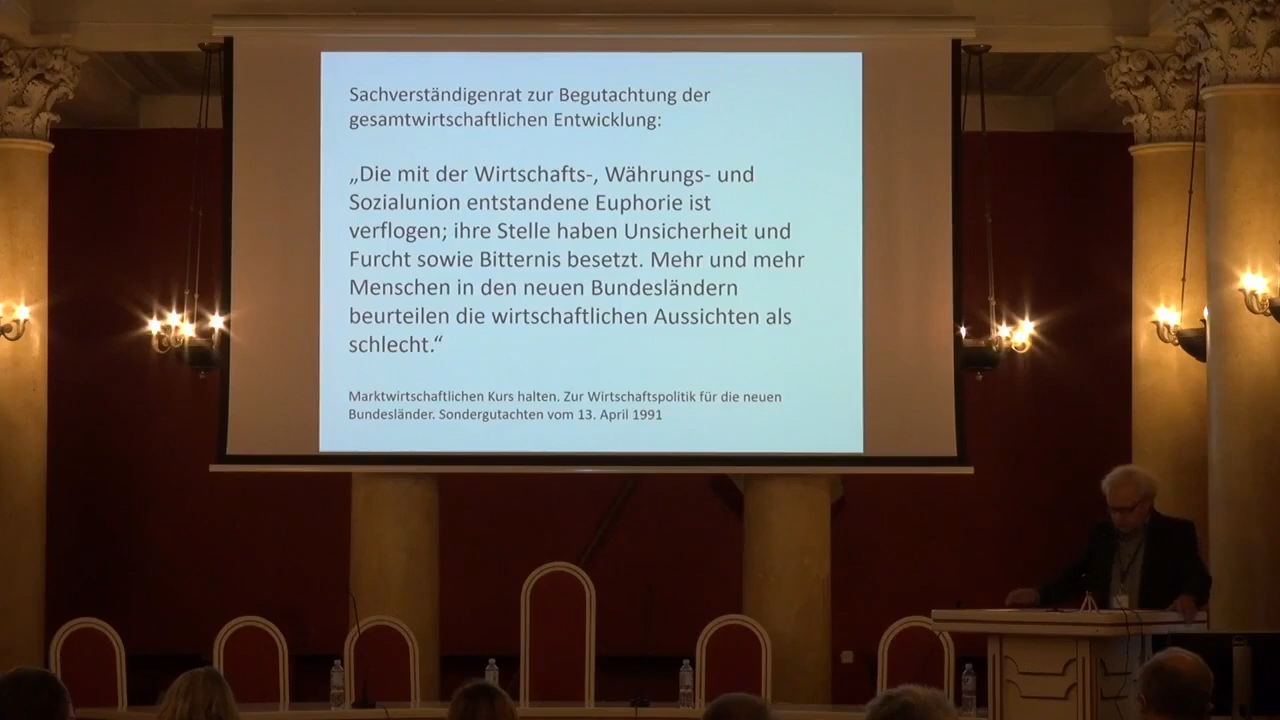 Sachverständigenrat zur Begutachtung der
gesamtwirtschaftlichen Entwicklung:
„Die mit der Wirtschafts-, Währungs- und
Sozialunion entstandene Euphorie ist
verflogen; ihre Stelle haben Unsicherheit und
Furcht sowie Bitternis besetzt. Mehr und mehr
Menschen in den neuen Bundesländern
beurteilen die wirtschaftlichen Aussichten als
schlecht.“
Marktwirtschaftlichen Kurs halten. Zur Wirtschaftspolitik für die neuen
Bundesländer. Sondergutachten vom 13. April 1991